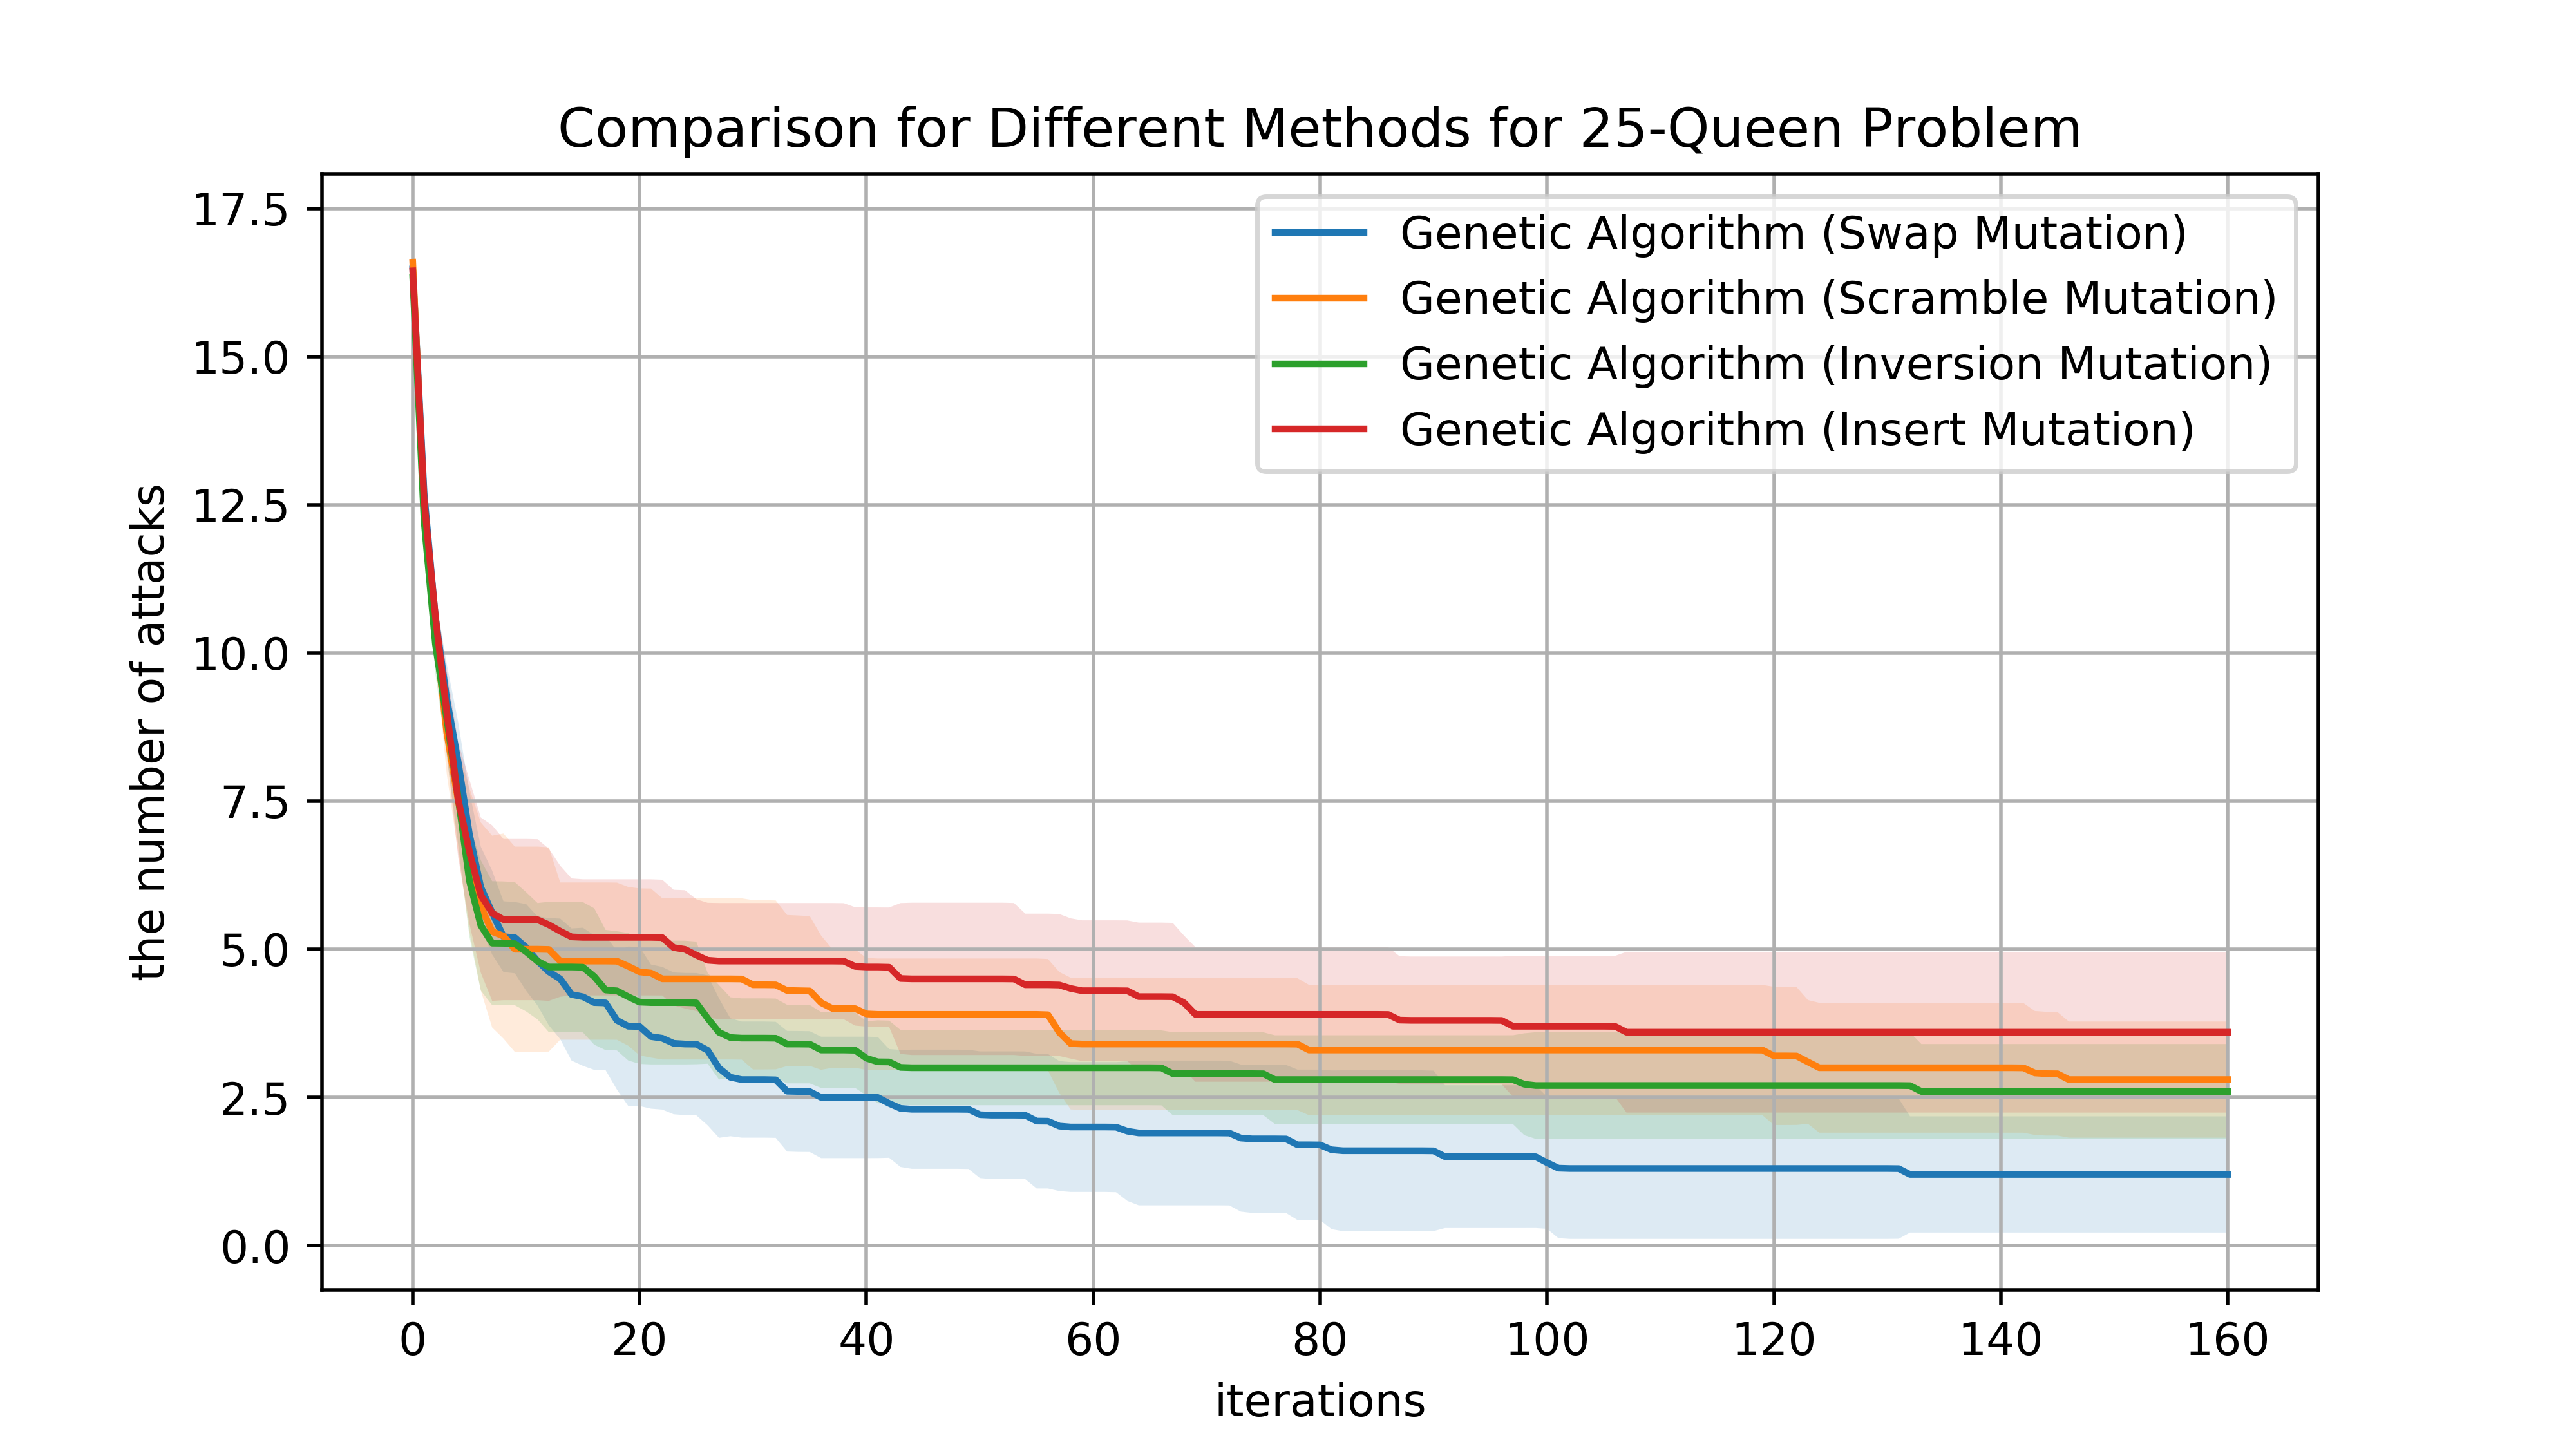 Comparison for Different Methods for 25-Queen Problem
17.5
15.0
12.5
10.0
7.5
5.0
2.5
0.0
the number of attacks
Genetic Algorithm (Swap Mutation)
Genetic Algorithm (Scramble Mutation)
Genetic Algorithm (Inversion Mutation)
Genetic Algorithm (Insert Mutation)
0 20 40 60 80 100 120 140 160
iterations